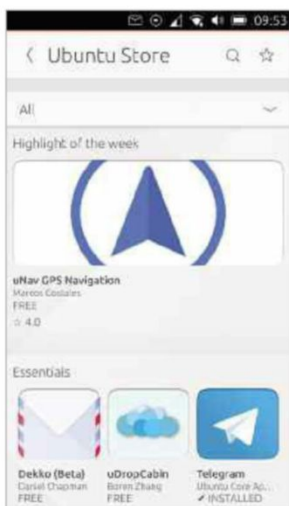 09:53
Ubuntu Store
All
Highlight of the week
uNav GPS Navigation
Marcos Costales
FREE
4.0
Essentials
Dekko (Beta) uDropCabin Telegram
Daniel Chapman Boren Zhang Ubuntu Core Ap...
FREE FREE ✔ INSTALLED